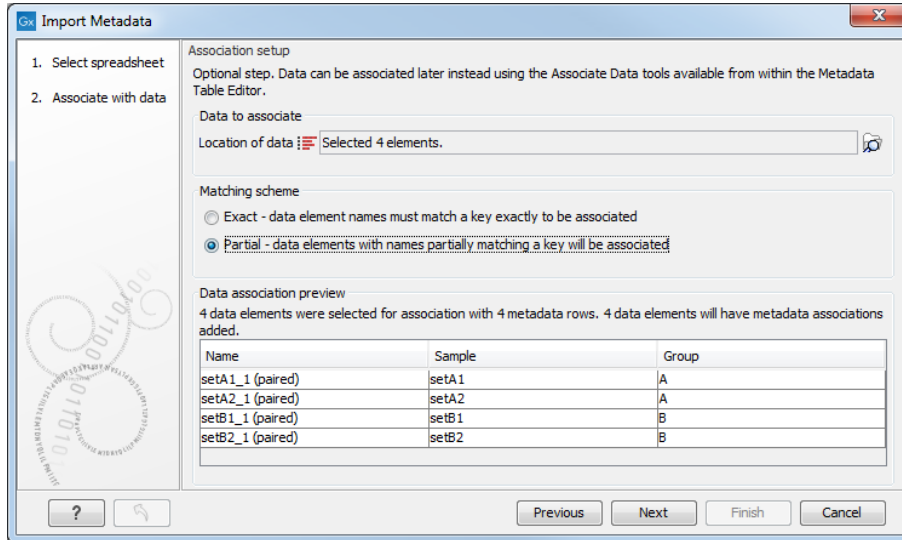 Gx Import Metadata
1. Select spreadsheet
2. Associate with data
Association setup
Optional step. Data can be associated later instead using the Associate Data tools available from within the Metadata
Table Editor.
Data to associate
Location of data Selected 4 elements.
Matching scheme
Exact - data element names must match a key exactly to be associated
Partial - data elements with names partially matching a key will be associated
Data association preview
4 data elements were selected for association with 4 metadata rows. 4 data elements will have metadata associations
added.
Name Sample Group
setA1_1 (paired) setA1 A
setA2_1 (paired) setA2 A
setB1_1 (paired) setB1 B
setB2_1 (paired) setB2 B
? Previous Next Finish Cancel